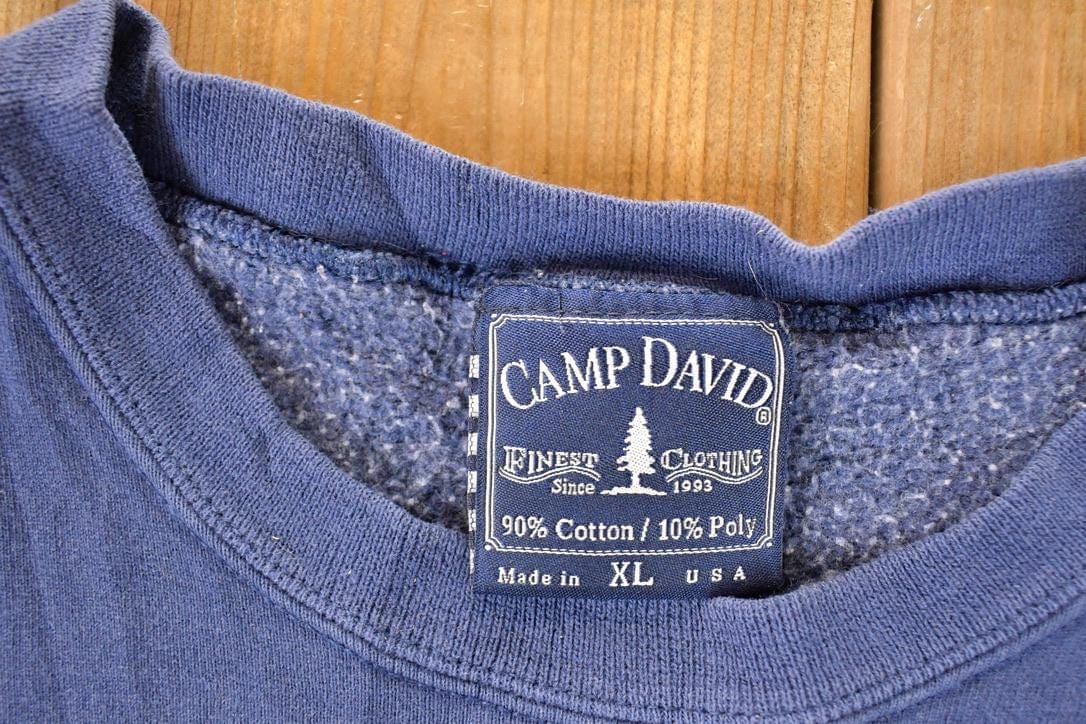 CAMP DAVID®
FINEST CLOTHING
Since 1993
90% Cotton / 10% Poly
Made in XL USA